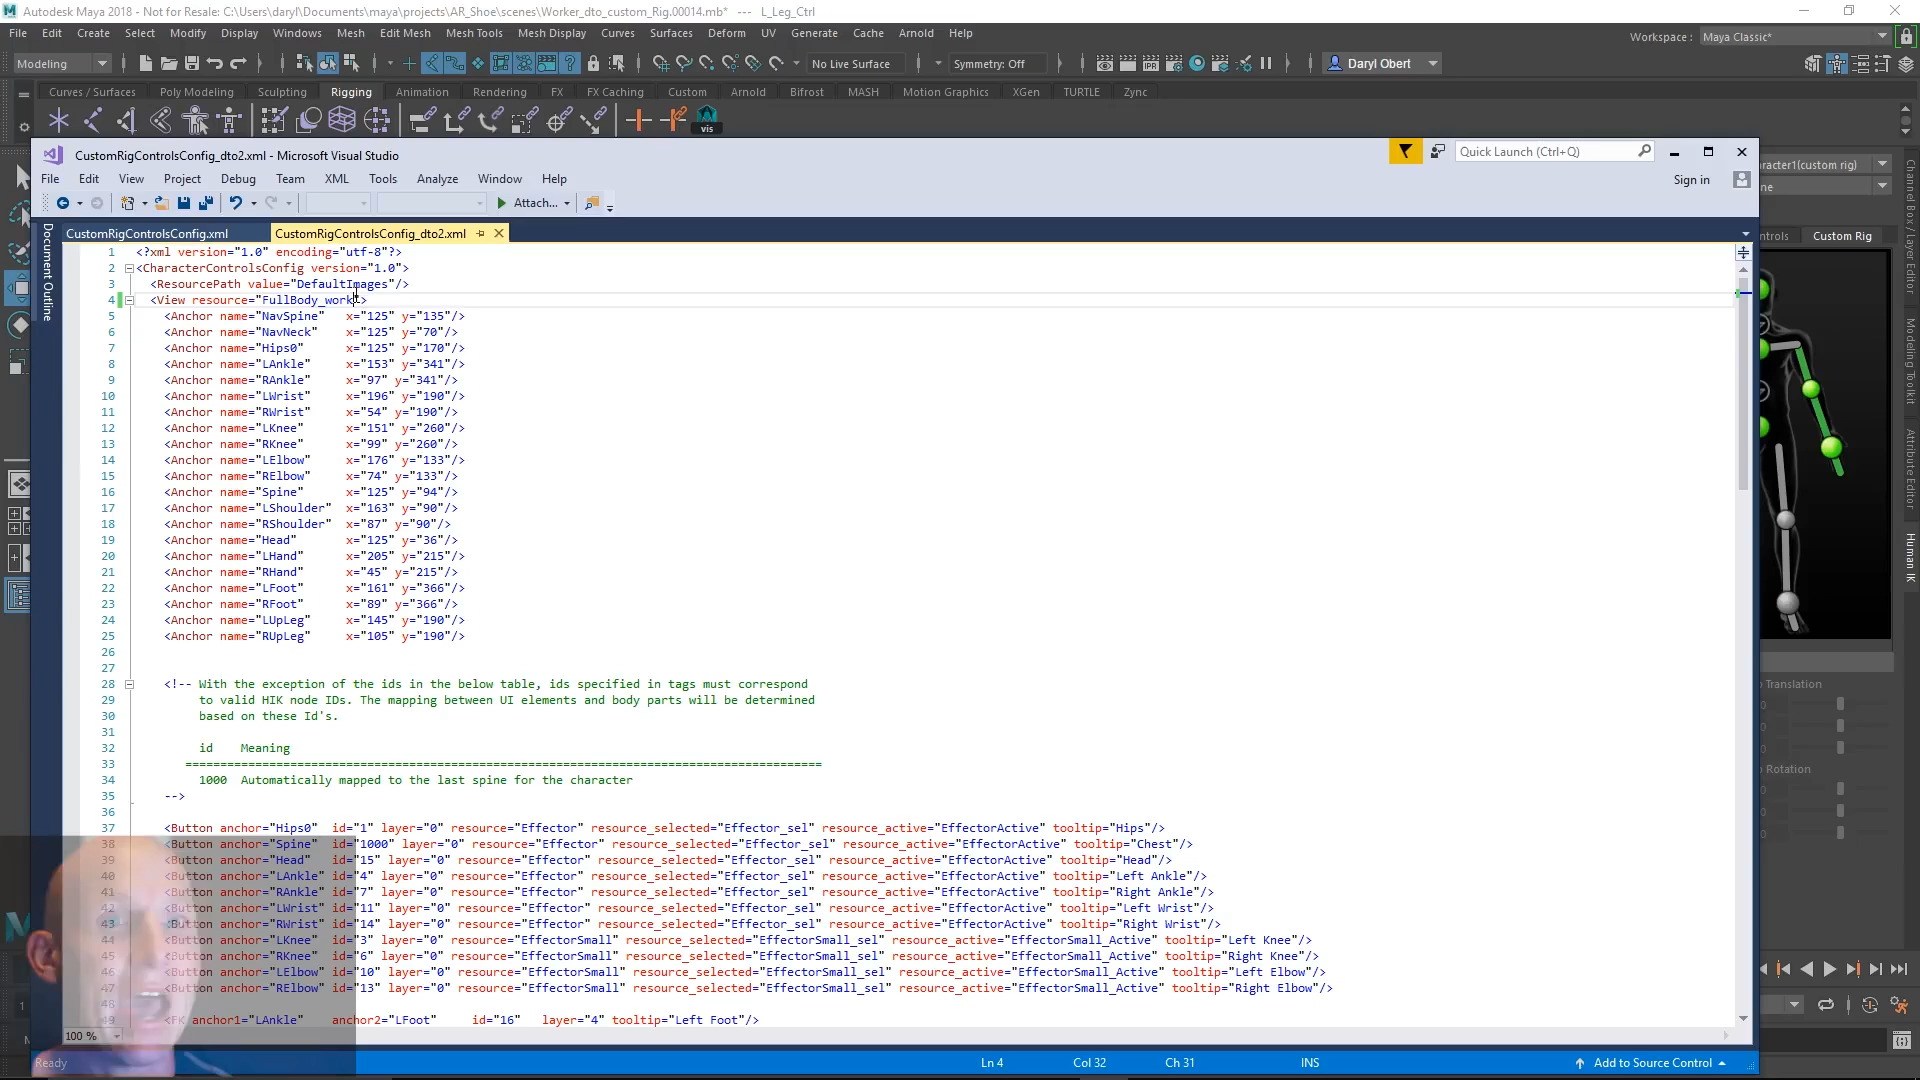 Autodesk Maya 2018 - Not for Resale: C:\Users\daryl\Documents\maya\projects\AR_Shoe\scenes\Worker_dto_custom_Rig.00014.mb* --- L_Leg_Ctrl
File Edit Create Select Modify Display Windows Mesh Edit Mesh Mesh Tools Mesh Display Curves Surfaces Deform UV Generate Cache Arnold Help
Workspace : Maya Classic*
Modeling
No Live Surface
Symmetry: Off
Daryl Obert
Curves / Surfaces Poly Modeling Sculpting Rigging Animation Rendering FX FX Caching Custom Arnold Bifrost MASH Motion Graphics XGen TURTLE Zync
vis
CustomRigControlsConfig_dto2.xml - Microsoft Visual Studio
Quick Launch (Ctrl+Q)
File Edit View Project Debug Team XML Tools Analyze Window Help
Sign in
Attach...
CustomRigControlsConfig.xml
CustomRigControlsConfig_dto2.xml
Document Outline
1 <?xml version="1.0" encoding="utf-8"?>
2 <CharacterControlsConfig version="1.0">
3 <ResourcePath value="DefaultImages"/>
4 <View resource="FullBody_work">
5 <Anchor name="NavSpine" x="125" y="135"/>
6 <Anchor name="NavNeck" x="125" y="70"/>
7 <Anchor name="Hips0" x="125" y="170"/>
8 <Anchor name="LAnkle" x="153" y="341"/>
9 <Anchor name="RAnkle" x="97" y="341"/>
10 <Anchor name="LWrist" x="196" y="190"/>
11 <Anchor name="RWrist" x="54" y="190"/>
12 <Anchor name="LKnee" x="151" y="260"/>
13 <Anchor name="RKnee" x="99" y="260"/>
14 <Anchor name="LElbow" x="176" y="133"/>
15 <Anchor name="RElbow" x="74" y="133"/>
16 <Anchor name="Spine" x="125" y="94"/>
17 <Anchor name="LShoulder" x="163" y="90"/>
18 <Anchor name="RShoulder" x="87" y="90"/>
19 <Anchor name="Head" x="125" y="36"/>
20 <Anchor name="LHand" x="205" y="215"/>
21 <Anchor name="RHand" x="45" y="215"/>
22 <Anchor name="LFoot" x="161" y="366"/>
23 <Anchor name="RFoot" x="89" y="366"/>
24 <Anchor name="LUpLeg" x="145" y="190"/>
25 <Anchor name="RUpLeg" x="105" y="190"/>
26
27
28 <!-- With the exception of the ids in the below table, ids specified in tags must correspond
29 to valid HIK node IDs. The mapping between UI elements and body parts will be determined
30 based on these Id's.
31
32 id Meaning
33 ===========================================================================================
34 1000 Automatically mapped to the last spine for the character
35 -->
36
37 <Button anchor="Hips0" id="1" layer="0" resource="Effector" resource_selected="Effector_sel" resource_active="EffectorActive" tooltip="Hips"/>
38 <Button anchor="Spine" id="1000" layer="0" resource="Effector" resource_selected="Effector_sel" resource_active="EffectorActive" tooltip="Chest"/>
39 <Button anchor="Head" id="15" layer="0" resource="Effector" resource_selected="Effector_sel" resource_active="EffectorActive" tooltip="Head"/>
40 <Button anchor="LAnkle" id="4" layer="0" resource="Effector" resource_selected="Effector_sel" resource_active="EffectorActive" tooltip="Left Ankle"/>
41 <Button anchor="RAnkle" id="7" layer="0" resource="Effector" resource_selected="Effector_sel" resource_active="EffectorActive" tooltip="Right Ankle"/>
42 <Button anchor="LWrist" id="11" layer="0" resource="Effector" resource_selected="Effector_sel" resource_active="EffectorActive" tooltip="Left Wrist"/>
43 <Button anchor="RWrist" id="14" layer="0" resource="Effector" resource_selected="Effector_sel" resource_active="EffectorActive" tooltip="Right Wrist"/>
44 <Button anchor="LKnee" id="3" layer="0" resource="EffectorSmall" resource_selected="EffectorSmall_sel" resource_active="EffectorSmall_Active" tooltip="Left Knee"/>
45 <Button anchor="RKnee" id="6" layer="0" resource="EffectorSmall" resource_selected="EffectorSmall_sel" resource_active="EffectorSmall_Active" tooltip="Right Knee"/>
46 <Button anchor="LElbow" id="10" layer="0" resource="EffectorSmall" resource_selected="EffectorSmall_sel" resource_active="EffectorSmall_Active" tooltip="Left Elbow"/>
47 <Button anchor="RElbow" id="13" layer="0" resource="EffectorSmall" resource_selected="EffectorSmall_sel" resource_active="EffectorSmall_Active" tooltip="Right Elbow"/>
48
49 <FK anchor1="LAnkle" anchor2="LFoot" id="16" layer="4" tooltip="Left Foot"/>
100 %
Ready
Ln 4
Col 32
Ch 31
INS
Add to Source Control
Custom Rig
Translation
Rotation
Channel Box / Layer Editor
Modeling Toolkit
Attribute Editor
Human IK